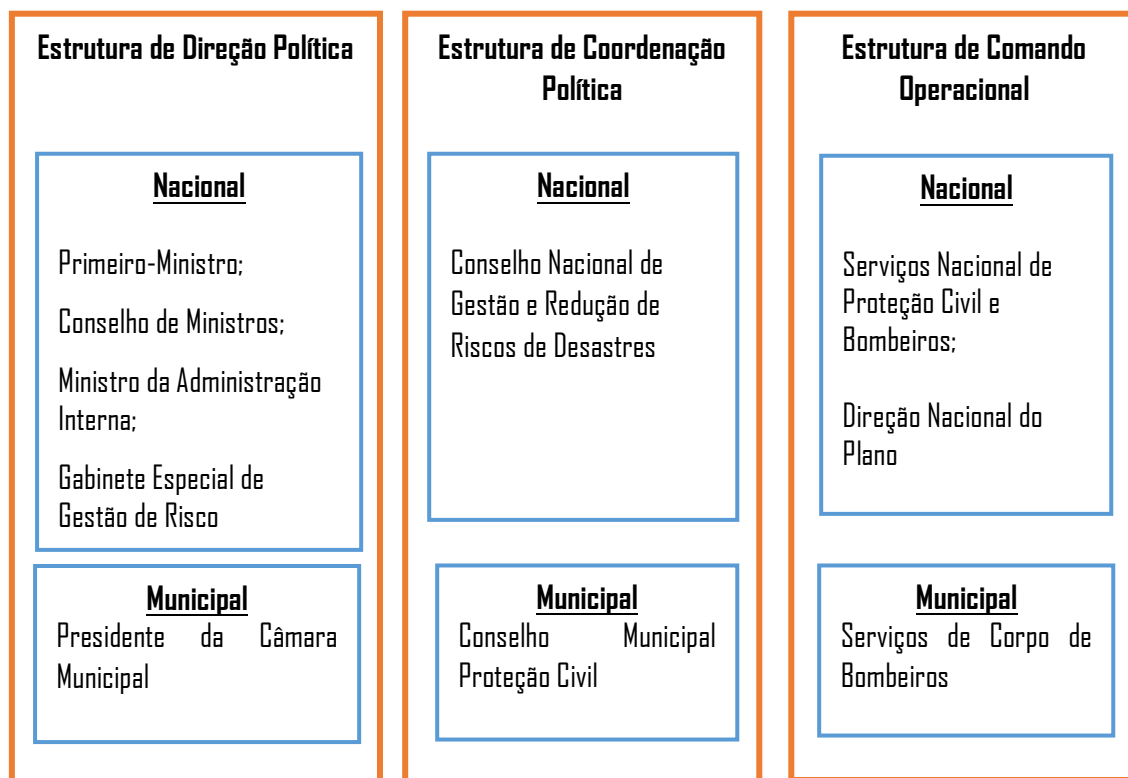 Estrutura de Direção Política
Nacional
Primeiro-Ministro;
Conselho de Ministros;
Ministro da Administração
Interna;
Gabinete Especial de
Gestão de Risco
Municipal
Presidente da Câmara
Municipal
Estrutura de Coordenação
Política
Nacional
Conselho Nacional de
Gestão e Redução de
Riscos de Desastres
Municipal
Conselho Municipal
Proteção Civil
Estrutura de Comando
Operacional
Nacional
Serviços Nacional de
Proteção Civil e
Bombeiros;
Direção Nacional do
Plano
Municipal
Serviços de Corpo de
Bombeiros